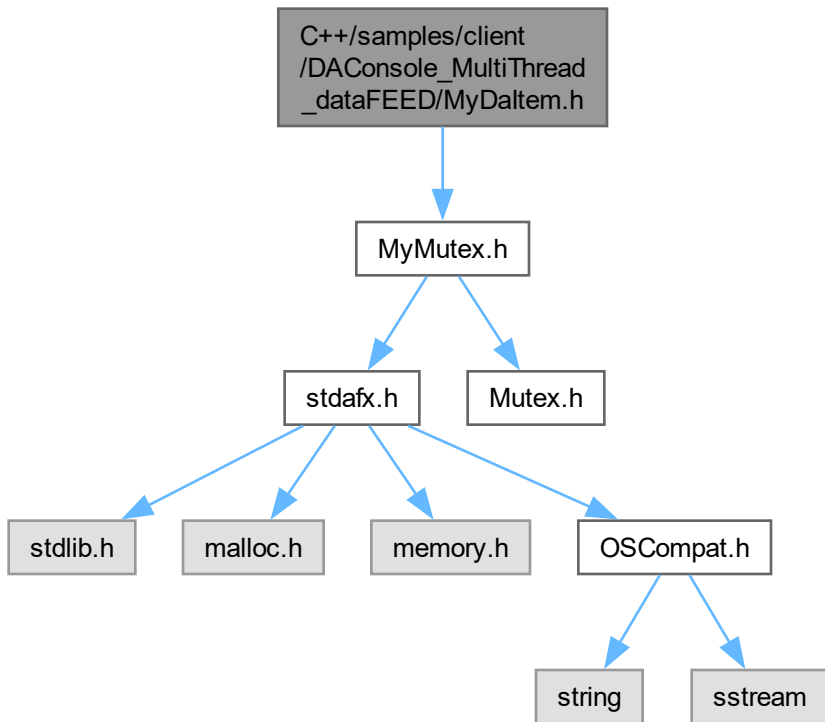 C++/samples/client
/DAConsole_MultiThread
_dataFEED/MyDaItem.h
MyMutex.h
stdafx.h
Mutex.h
stdlib.h
malloc.h
memory.h
OSCompat.h
string
sstream